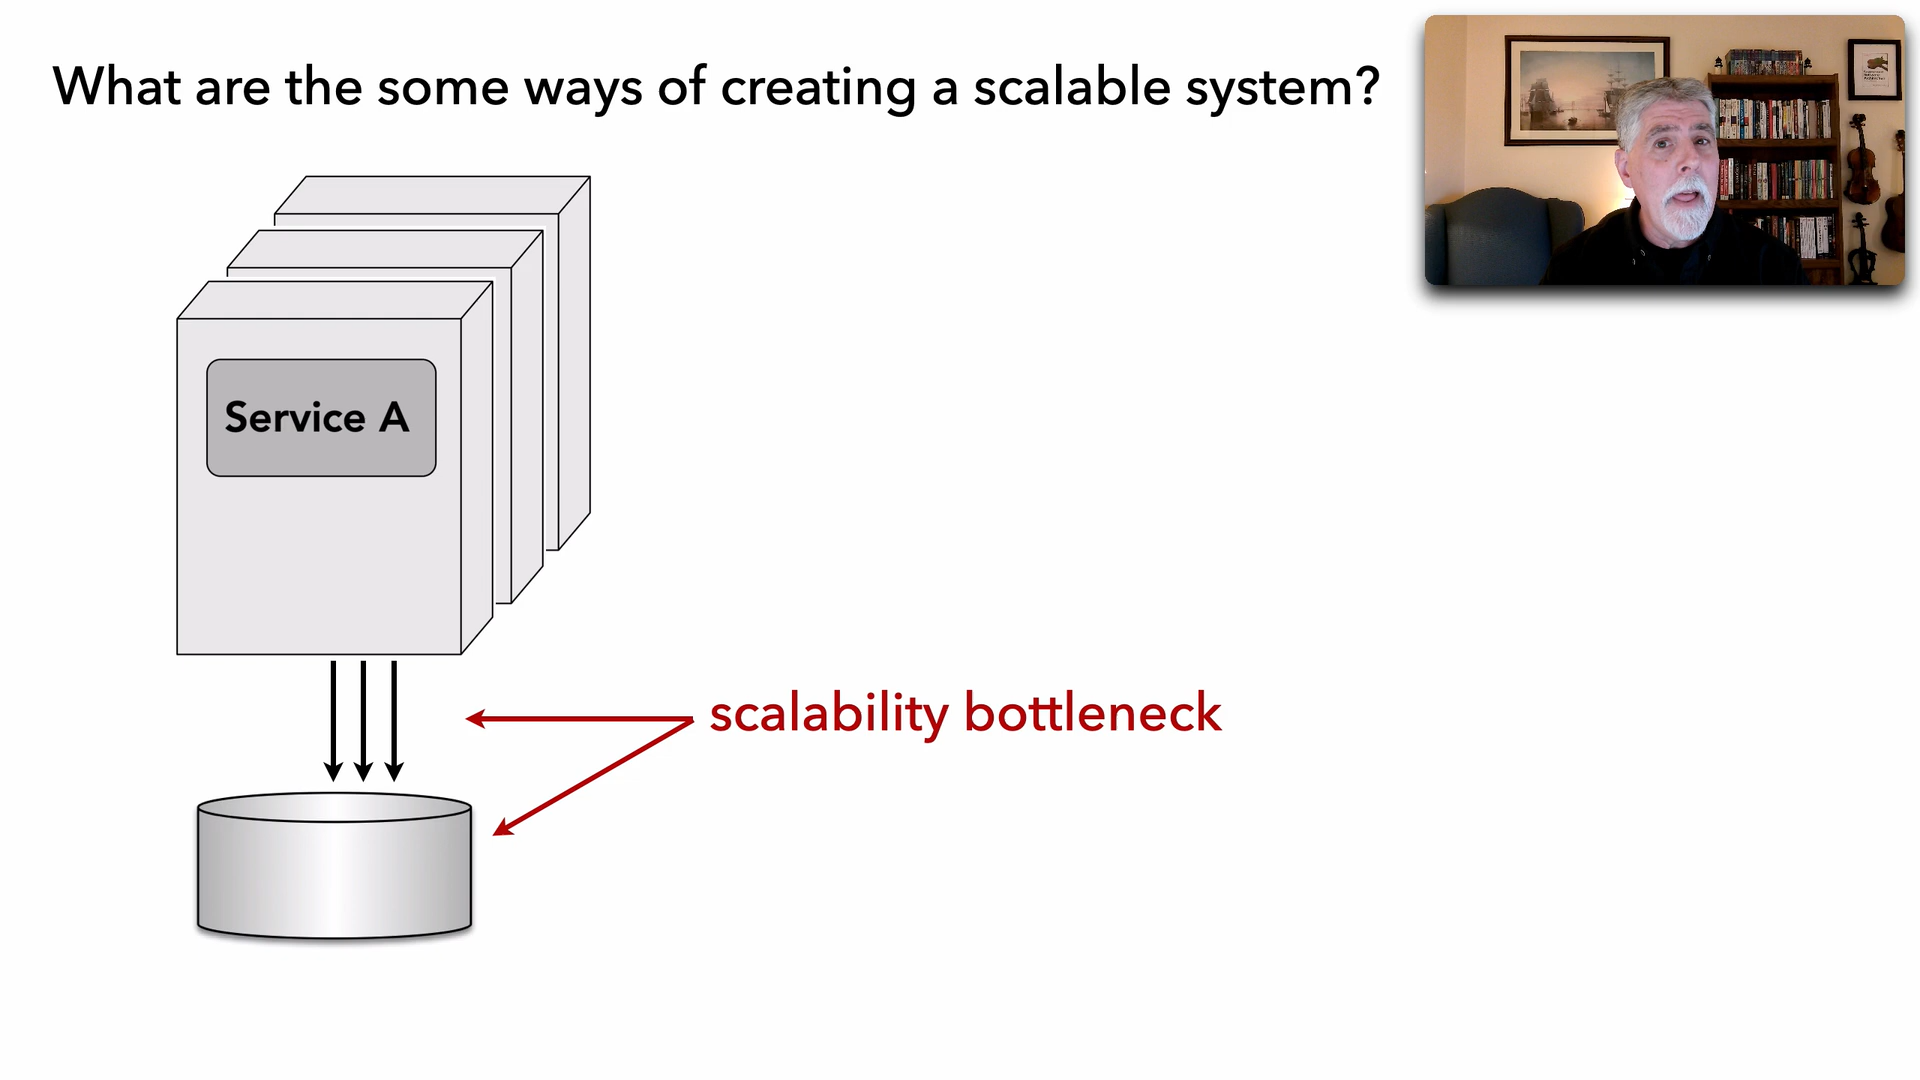 What are the some ways of creating a scalable system?
Service A
scalability bottleneck